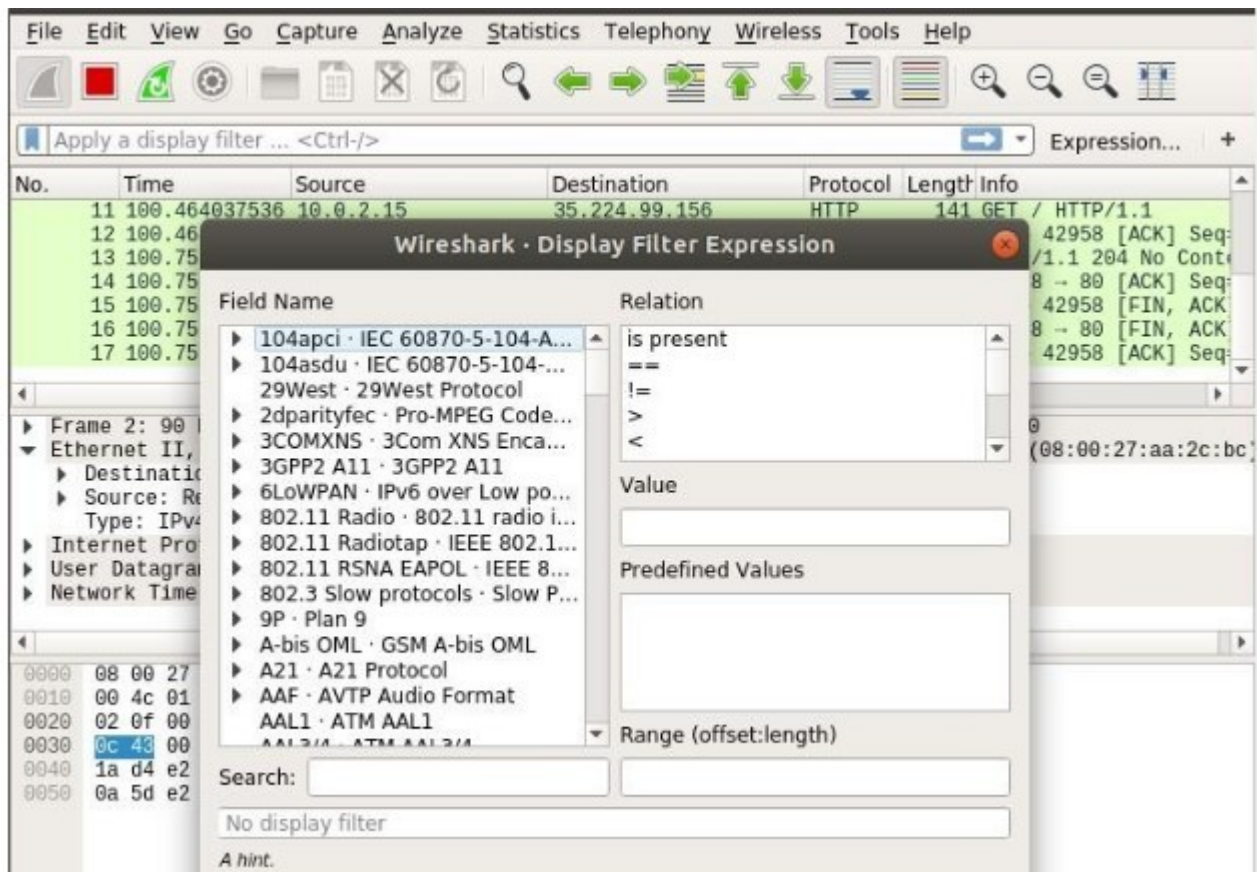 File Edit View Go Capture Analyze Statistics Telephony Wireless Tools Help
Apply a display filter ... <Ctrl-/>
Expression... +
No. Time Source Destination Protocol Length Info
11 100.464037536 10.0.2.15 35.224.99.156 HTTP 141 GET / HTTP/1.1
12 100.46 42958 [ACK] Seq=
13 100.75 /1.1 204 No Conte
14 100.75 8 → 80 [ACK] Seq=
15 100.75 42958 [FIN, ACK
16 100.75 8 → 80 [FIN, ACK
17 100.75 42958 [ACK] Seq=
Frame 2: 90
0
Ethernet II,
(08:00:27:aa:2c:bc)
Destinatio
Source: Re
Type: IPv4
Internet Pro
User Datagra
Network Time
0000 08 00 27
0010 00 4c 01
0020 02 0f 00
0030 0c 43 00
0040 1a d4 e2
0050 0a 5d e2
Wireshark · Display Filter Expression
Field Name
104apci · IEC 60870-5-104-A...
104asdu · IEC 60870-5-104-...
29West · 29West Protocol
2dparityfec · Pro-MPEG Code...
3COMXNS · 3Com XNS Enca...
3GPP2 A11 · 3GPP2 A11
6LoWPAN · IPv6 over Low po...
802.11 Radio · 802.11 radio i...
802.11 Radiotap · IEEE 802.1...
802.11 RSNA EAPOL · IEEE 8...
802.3 Slow protocols · Slow P...
9P · Plan 9
A-bis OML · GSM A-bis OML
A21 · A21 Protocol
AAF · AVTP Audio Format
AAL1 · ATM AAL1
AAL3/4 · ATM AAL3/4
Search:
Relation
is present
==
!=
>
<
Value
Predefined Values
Range (offset:length)
No display filter
A hint.